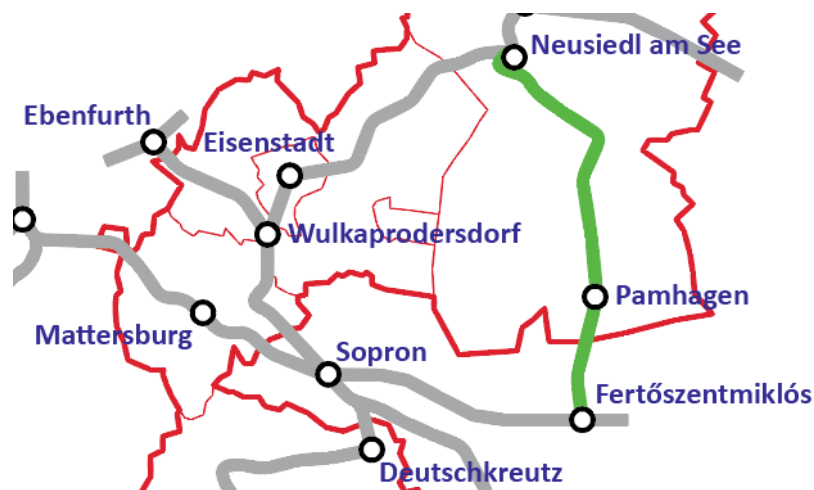 Neusiedl am See
Ebenfurth
Eisenstadt
Wulkaprodersdorf
Pamhagen
Mattersburg
Sopron
Fertőszentmiklós
Deutschkreutz